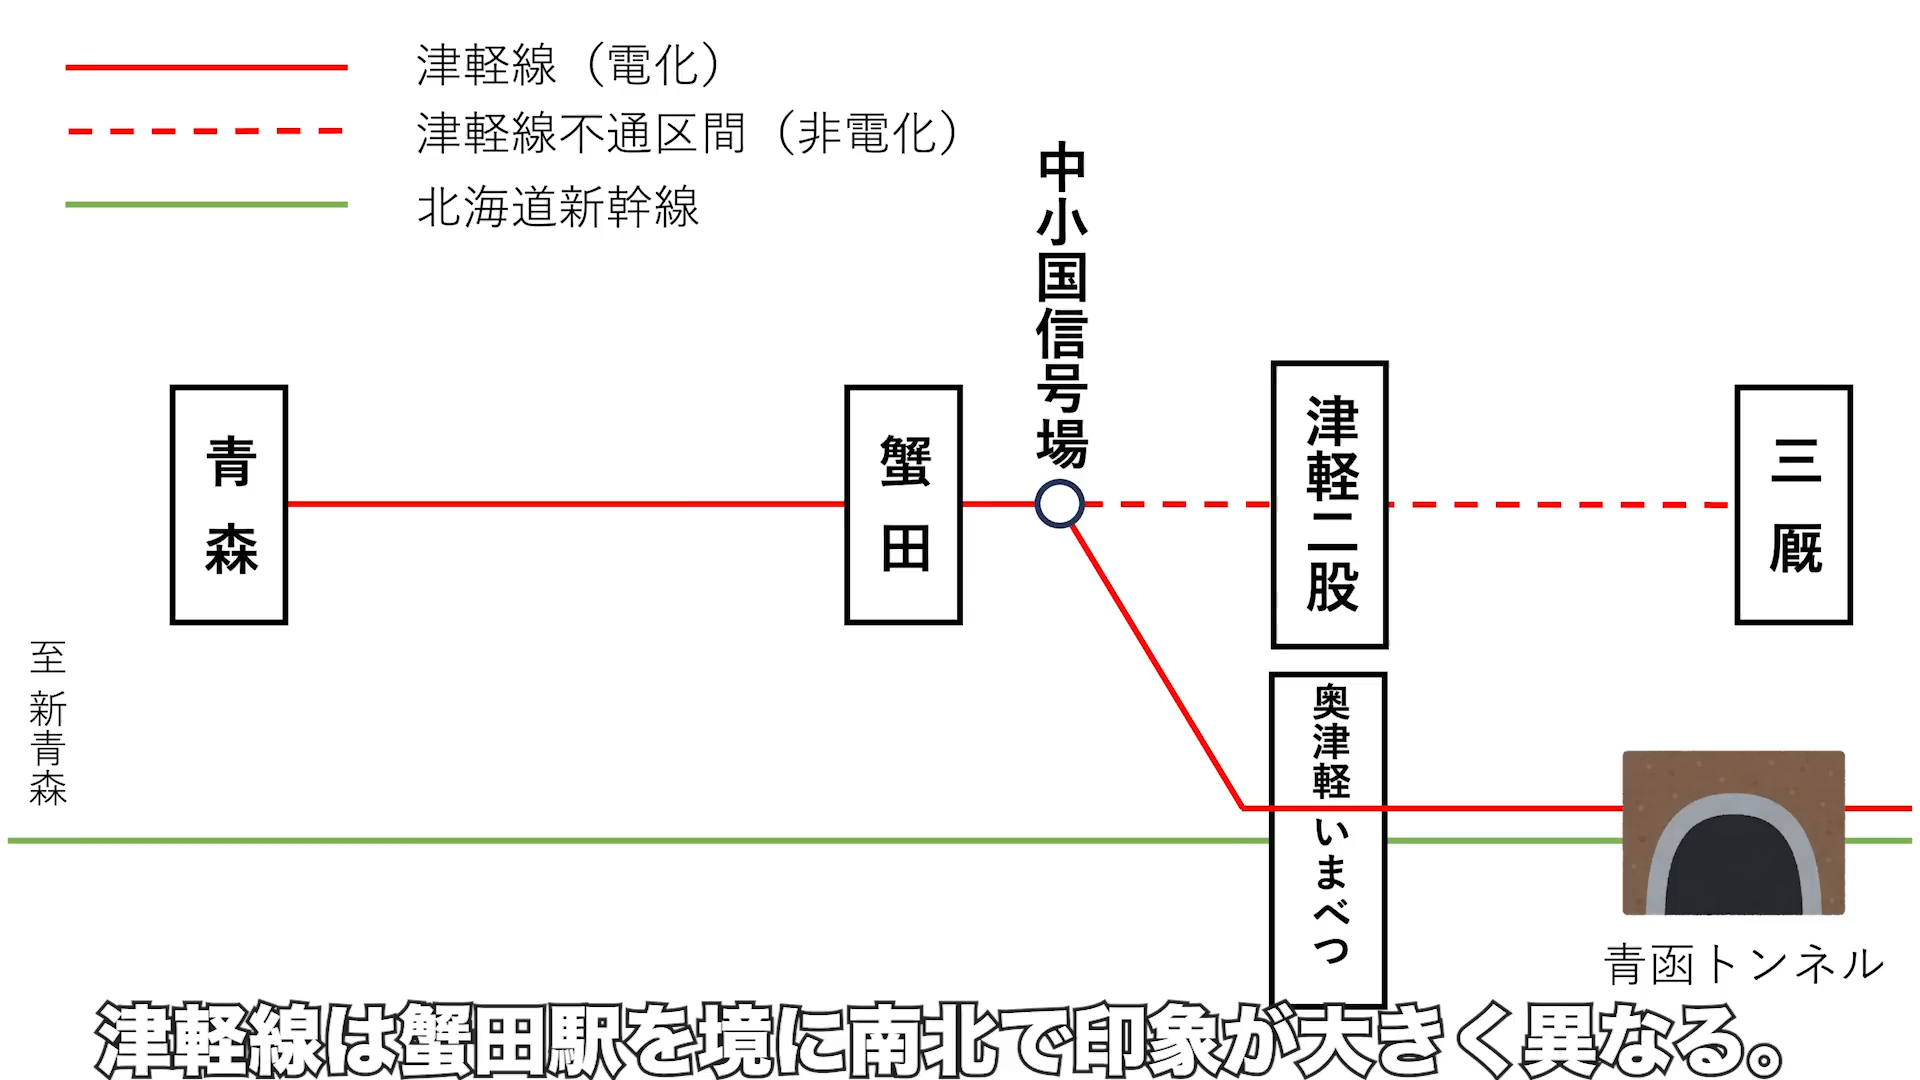 津軽線（電化）
津軽線不通区間（非電化）
北海道新幹線
中小国信号場
青森
蟹田
津軽二股
三厩
至 新青森
奥津軽いまべつ
青函トンネル
津軽線は蟹田駅を境に南北で印象が大きく異なる。